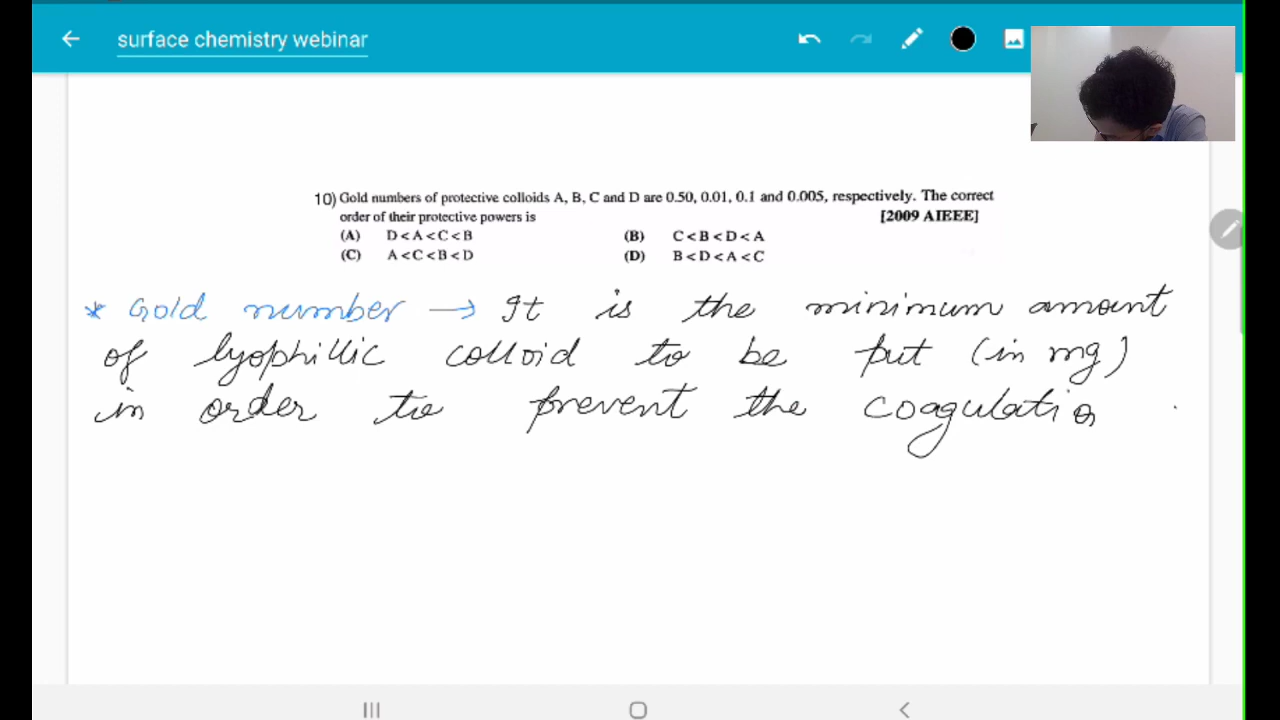 surface chemistry webinar
10) Gold numbers of protective colloids A, B, C and D are 0.50, 0.01, 0.1 and 0.005, respectively. The correct
order of their protective powers is [2009 AIEEE]
(A) D < A < C < B (B) C < B < D < A
(C) A < C < B < D (D) B < D < A < C
* Gold number → It is the minimum amount
of lyophillic colloid to be put (in mg)
in order to prevent the coagulatio